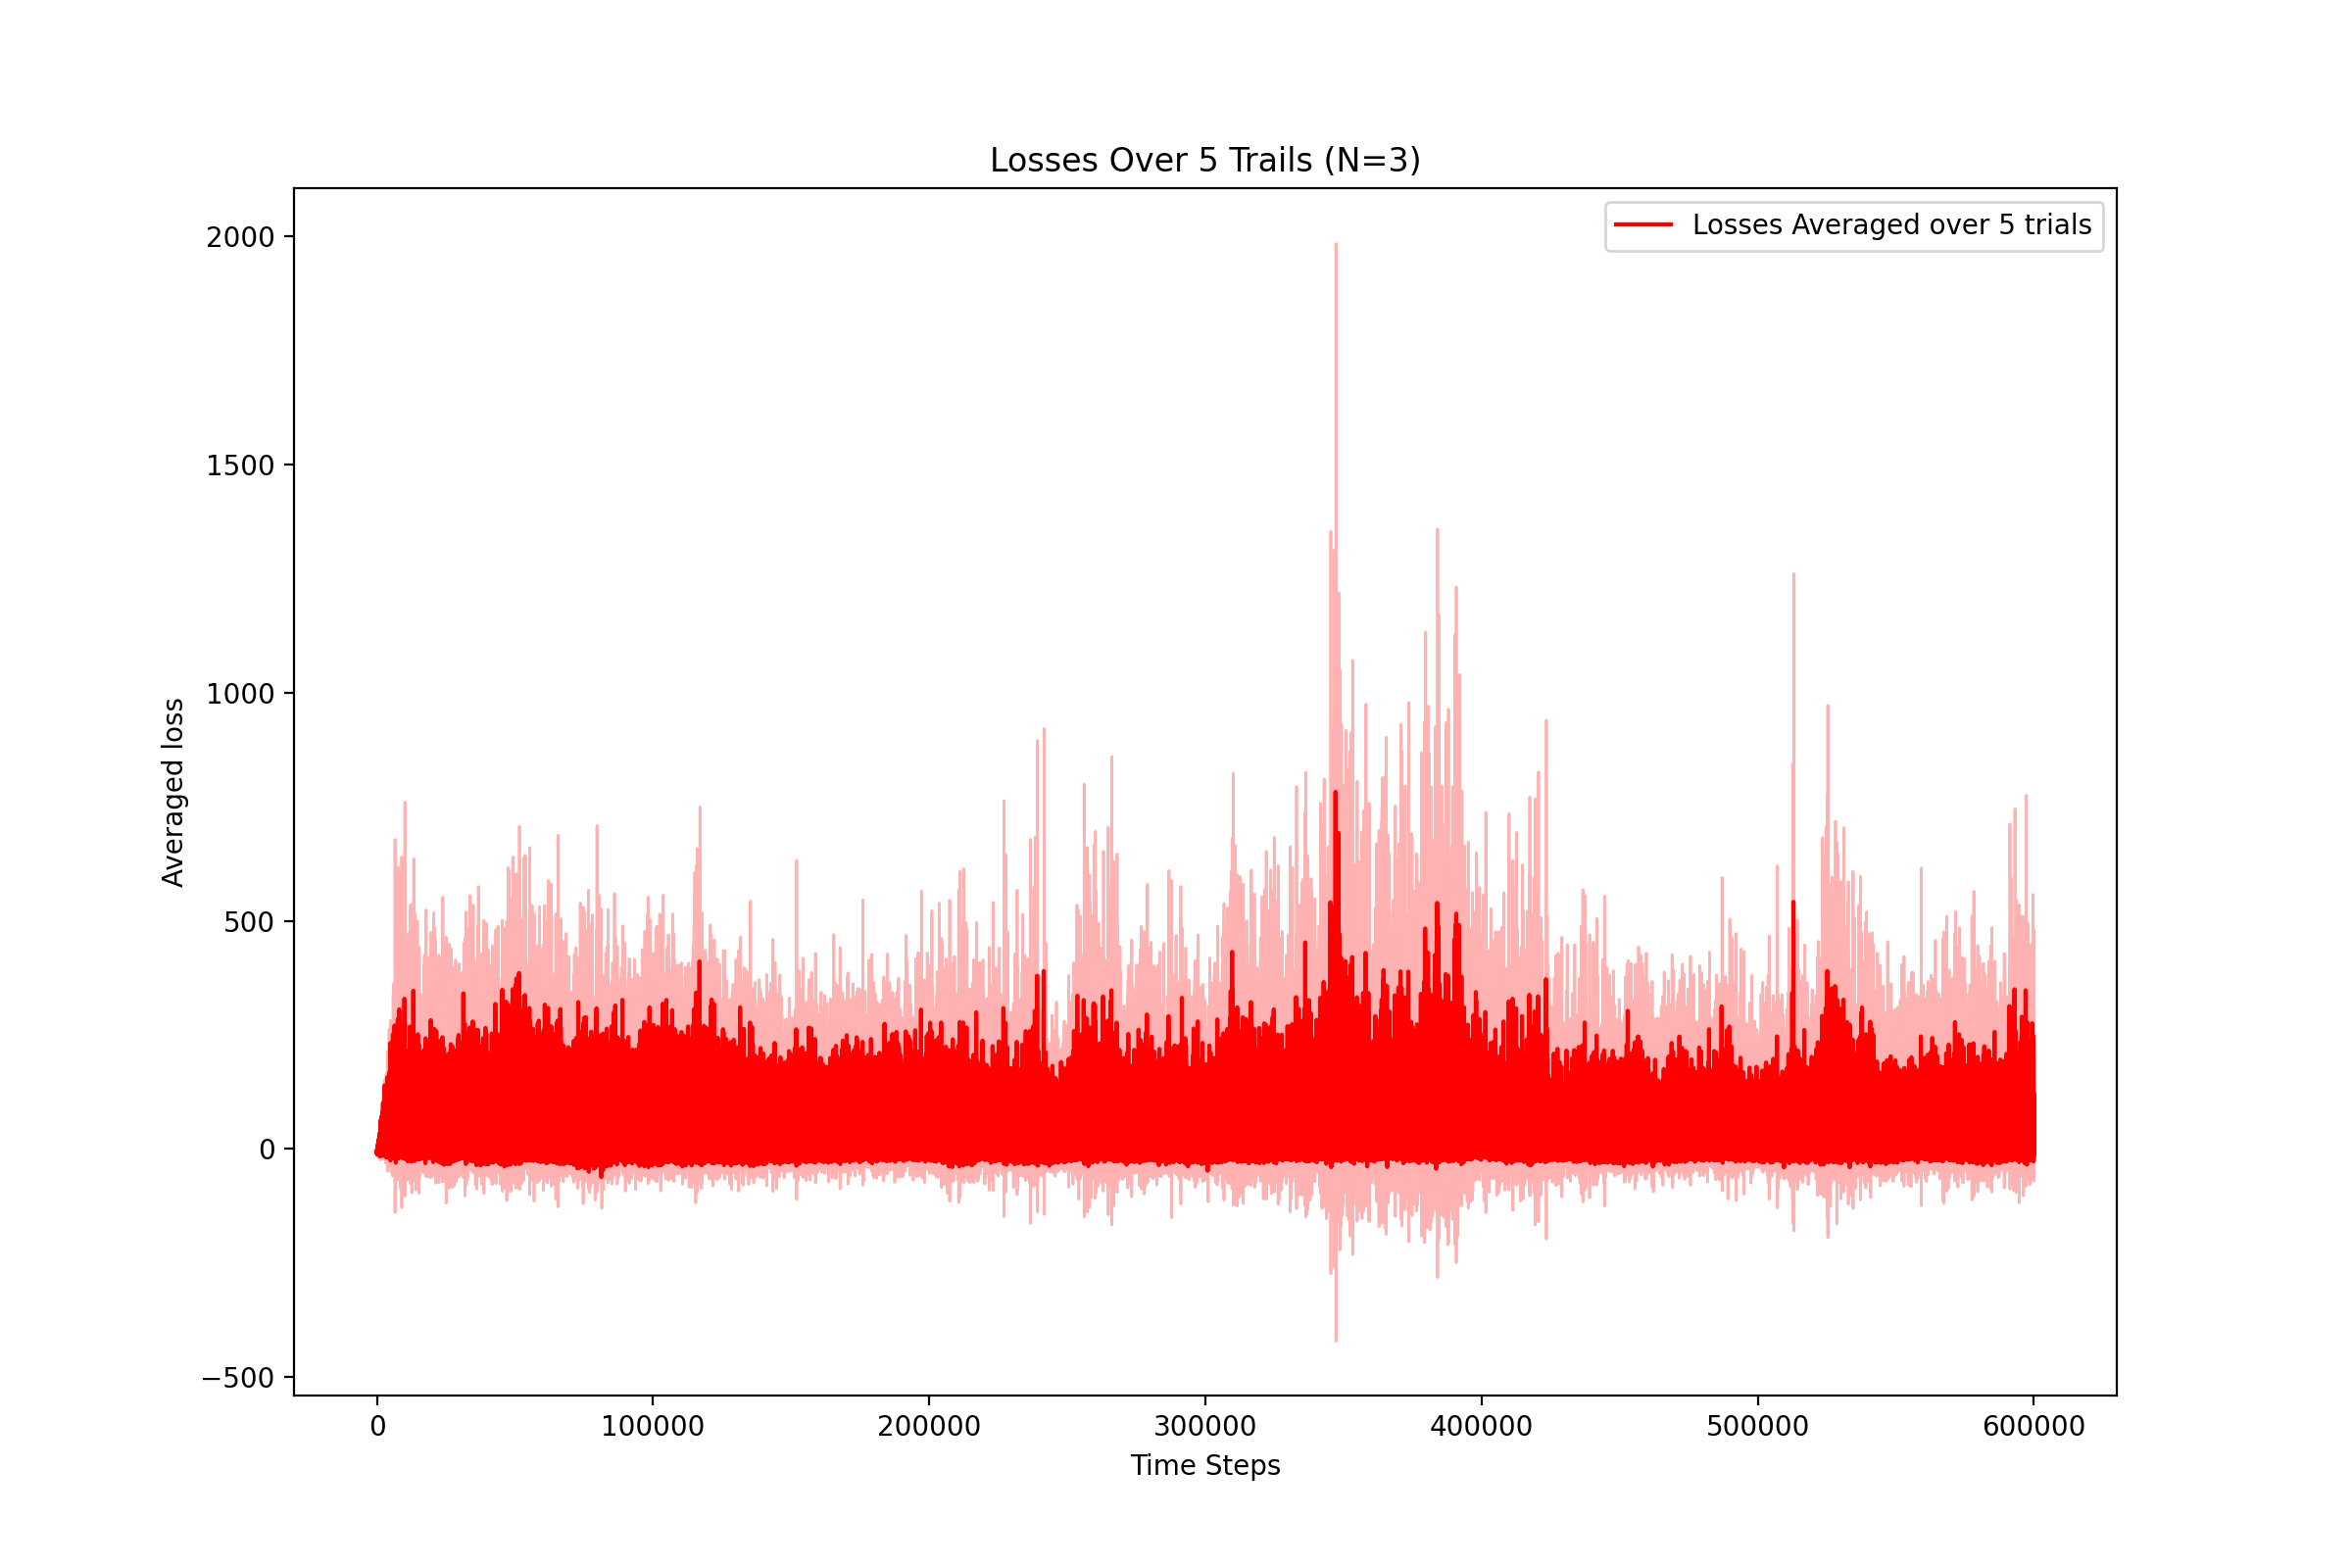 Losses Over 5 Trails (N=3)
Losses Averaged over 5 trials
2000
1500
1000
500
0
−500
Averaged loss
0 100000 200000 300000 400000 500000 600000
Time Steps